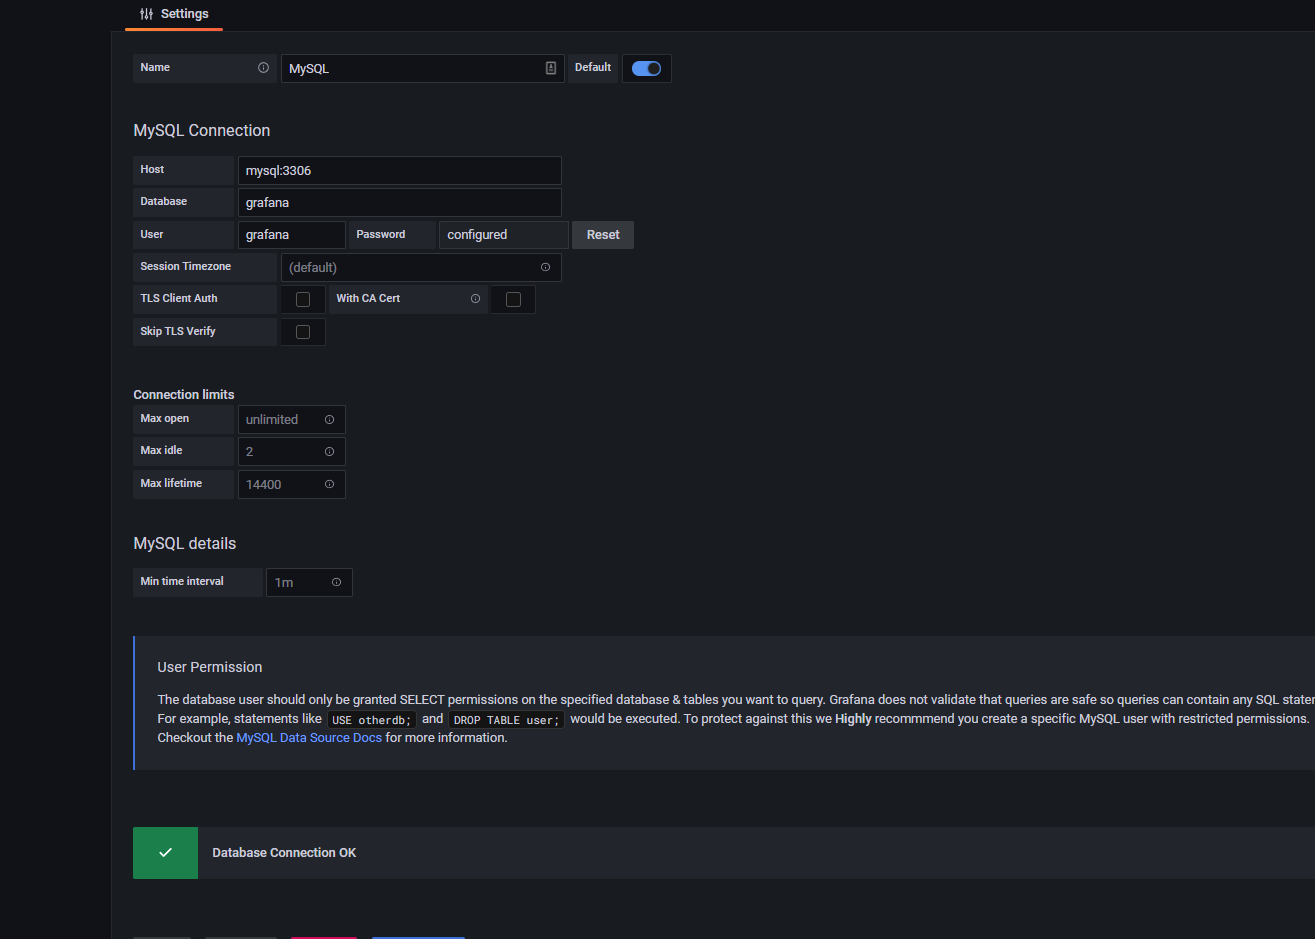 Settings
Name MySQL Default
MySQL Connection
Host mysql:3306
Database grafana
User grafana Password configured Reset
Session Timezone (default)
TLS Client Auth With CA Cert
Skip TLS Verify
Connection limits
Max open unlimited
Max idle 2
Max lifetime 14400
MySQL details
Min time interval 1m
User Permission
The database user should only be granted SELECT permissions on the specified database & tables you want to query. Grafana does not validate that queries are safe so queries can contain any SQL stater
For example, statements like USE otherdb; and DROP TABLE user; would be executed. To protect against this we Highly recommmend you create a specific MySQL user with restricted permissions.
Checkout the MySQL Data Source Docs for more information.
Database Connection OK